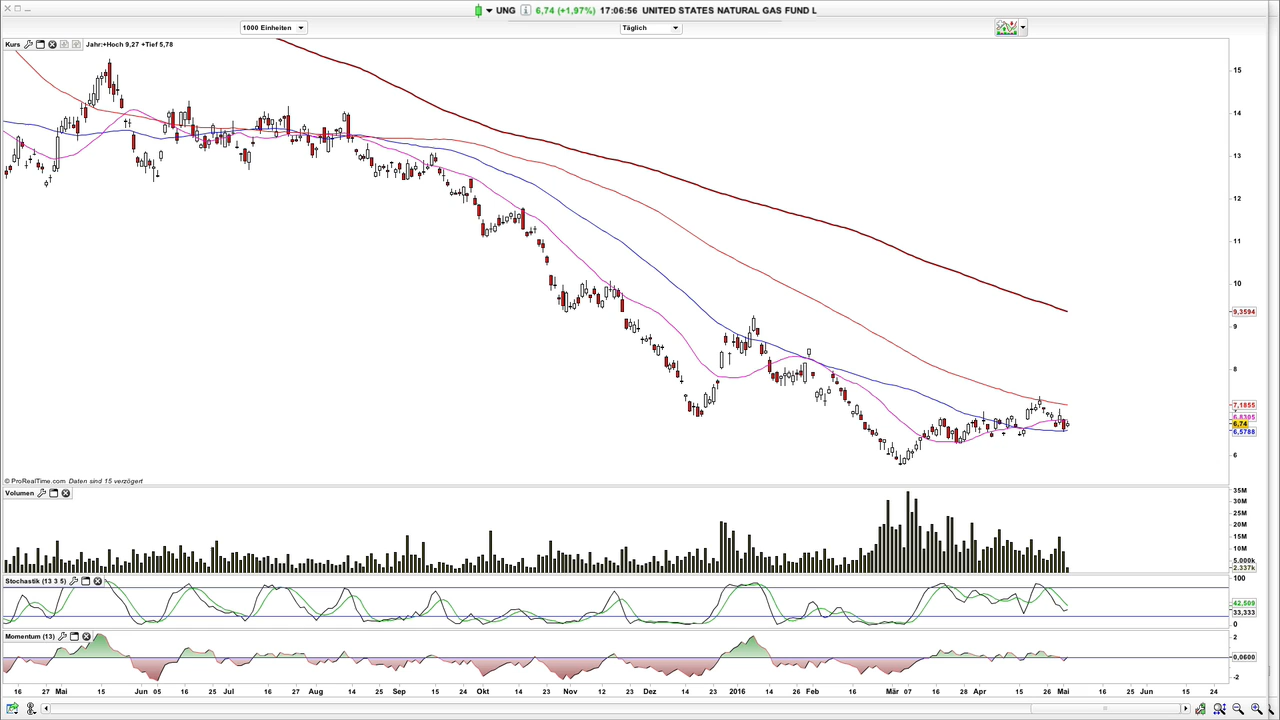 UNG 6,74 (+1,97%) 17:06:56 UNITED STATES NATURAL GAS FUND L
1000 Einheiten Täglich
Kurs Jahr:+Hoch 9,27 +Tief 5,78
15
14
13
12
11
10
9,3594
9
8
7,1855
7
6,8305
6,74
6,5788
6
© ProRealTime.com Daten sind 15 verzögert
Volumen
35M
30M
25M
20M
15M
10M
5.000k
2.337k
Stochastik (13 3 5)
100
42,509
33,333
0
Momentum (13)
2
0,0600
-2
16 27 Mai 15 Jun 05 16 25 Jul 16 27 Aug 14 25 Sep 15 24 Okt 14 23 Nov 12 23 Dez 14 23 2016 14 26 Feb 16 Mär 07 16 28 Apr 15 26 Mai 16 25 Jun 15 24